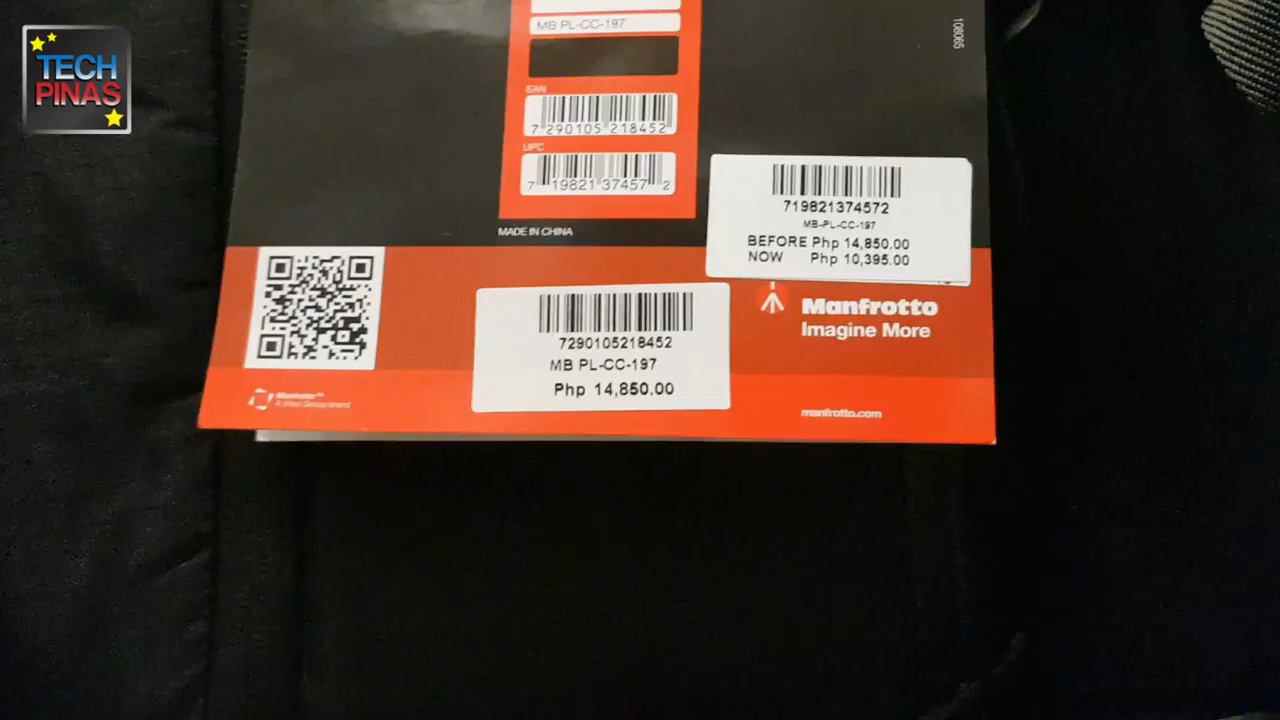 TECH
PINAS
MB PL-CC-197
108065
EAN
7 290105 218452
UPC
7 19821 37457 2
MADE IN CHINA
719821374572
MB-PL-CC-197
BEFORE Php 14,850.00
NOW Php 10,395.00
Manfrotto
Imagine More
7290105218452
MB PL-CC-197
Php 14,850.00
Manfrotto™
manfrotto.com